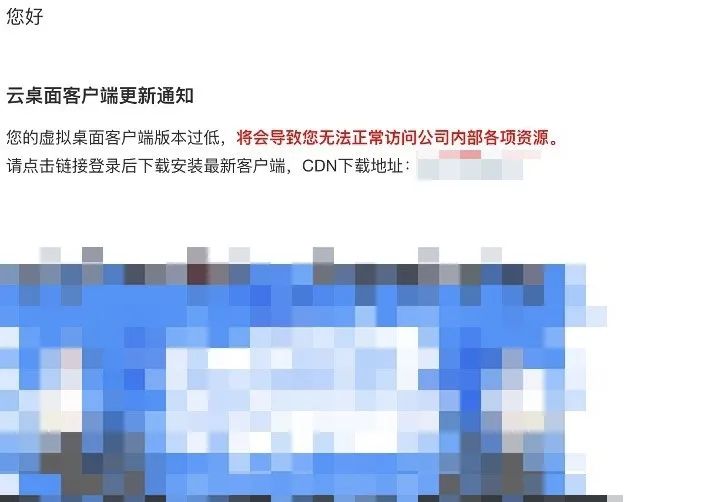 您好
云桌面客户端更新通知
您的虚拟桌面客户端版本过低，将会导致您无法正常访问公司内部各项资源。
请点击链接登录后下载安装最新客户端，CDN下载地址：